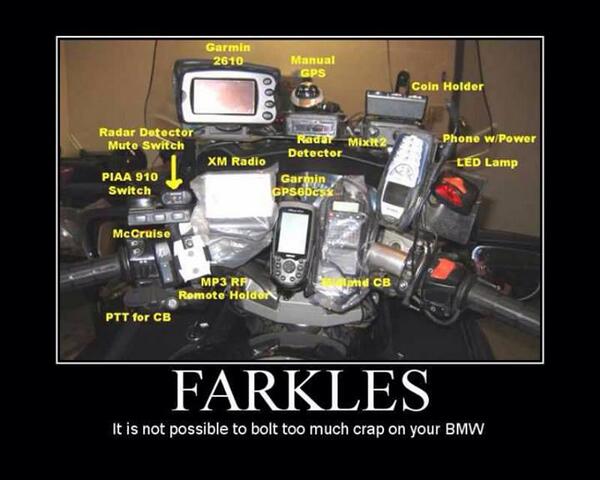 Garmin
2610
Manual
GPS
Coin Holder
Radar Detector
Mute Switch
Radar
Detector
Mixit2
Phone w/Power
XM Radio
LED Lamp
PIAA 910
Switch
Garmin
GPS60csx
McCruise
MP3 RF
Remote Holder
Midland CB
PTT for CB
FARKLES
It is not possible to bolt too much crap on your BMW